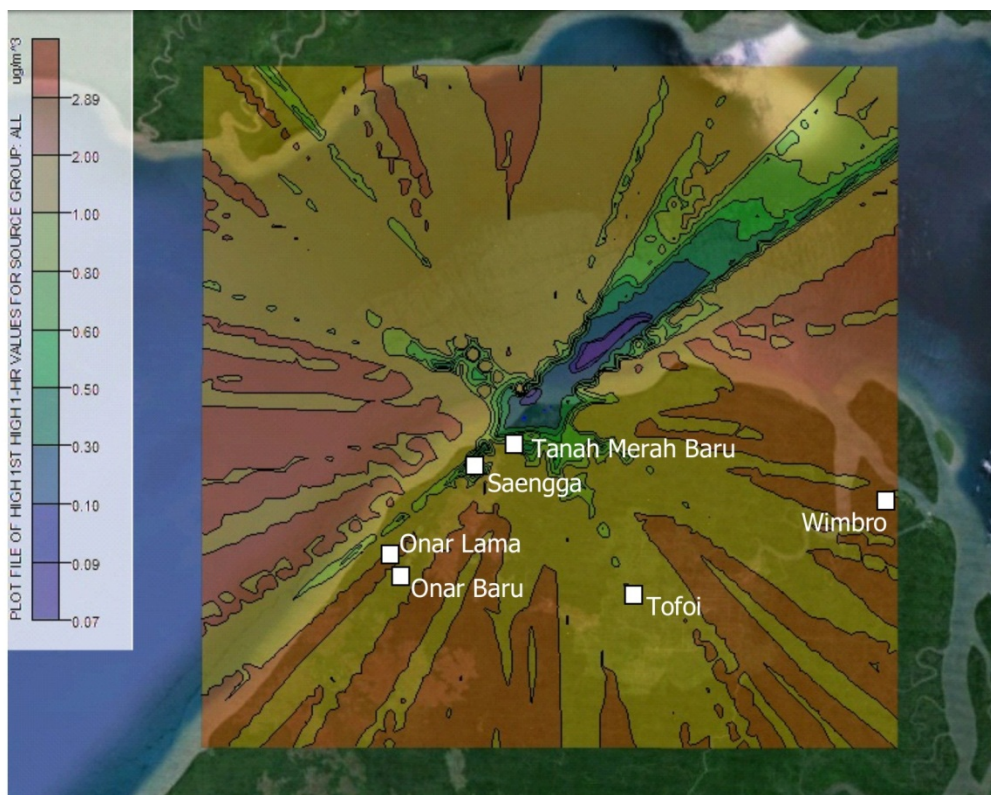 PLOT FILE OF HIGH 1ST HIGH 1-HR VALUES FOR SOURCE GROUP: ALL
ug/m^3
2.89
2.00
1.00
0.80
0.60
0.50
0.30
0.10
0.09
0.07
Tanah Merah Baru
Saengga
Wimbro
Onar Lama
Onar Baru
Tofoi